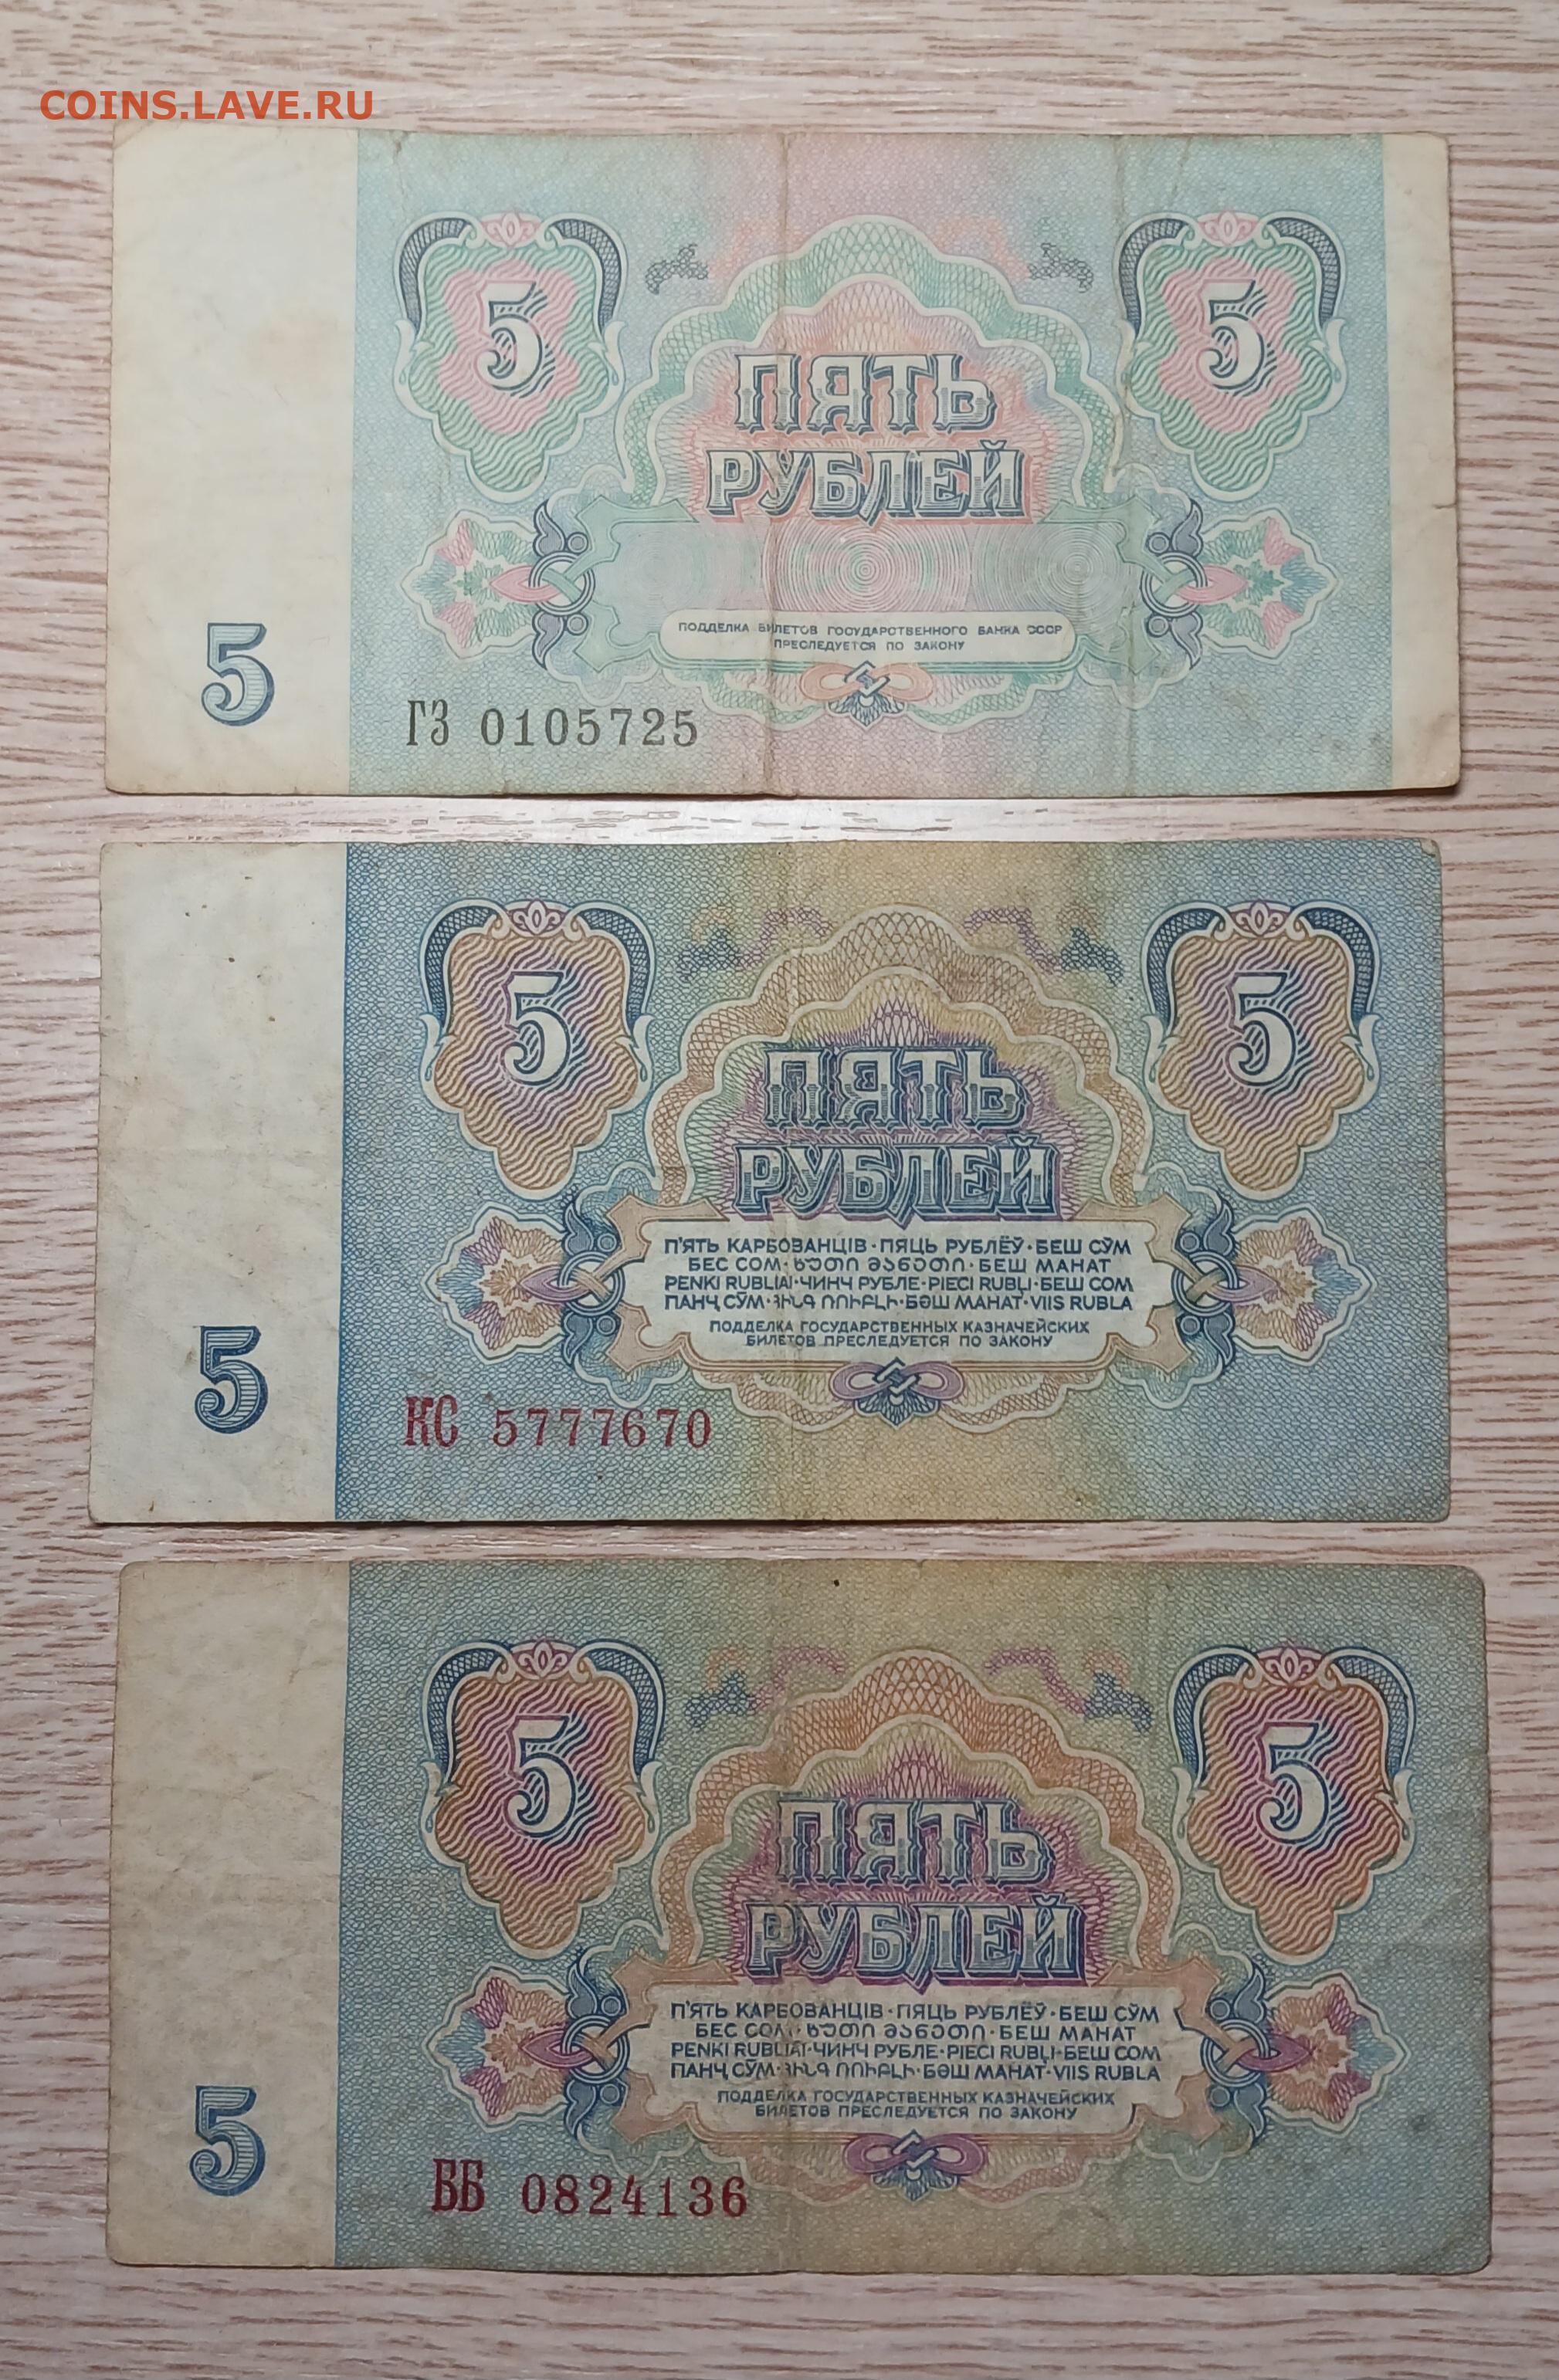 COINS.LAVE.RU
5 5
ПЯТЬ
РУБЛЕЙ
ПОДДЕЛКА БИЛЕТОВ ГОСУДАРСТВЕННОГО БАНКА СССР
ПРЕСЛЕДУЕТСЯ ПО ЗАКОНУ
5
ГЗ 0105725
5 5
ПЯТЬ
РУБЛЕЙ
П'ЯТЬ КАРБОВАНЦІВ · ПЯЦЬ РУБЛЁЎ · БЕШ СЎМ
БЕС СОМ · ხუთი მანეთი · БЕШ МАНАТ
PENKI RUBLIAI · ЧИНЧ РУБЛЕ · PIECI RUBĻI · БЕШ СОМ
ПАНҶ СЎМ · ՀԻՆԳ ՌՈՒԲԼԻ · БӘШ МАНАТ · VIIS RUBLA
ПОДДЕЛКА ГОСУДАРСТВЕННЫХ КАЗНАЧЕЙСКИХ
БИЛЕТОВ ПРЕСЛЕДУЕТСЯ ПО ЗАКОНУ
5
КС 5777670
5 5
ПЯТЬ
РУБЛЕЙ
П'ЯТЬ КАРБОВАНЦІВ · ПЯЦЬ РУБЛЁЎ · БЕШ СЎМ
БЕС СОМ · ხუთი მანეთი · БЕШ МАНАТ
PENKI RUBLIAI · ЧИНЧ РУБЛЕ · PIECI RUBĻI · БЕШ СОМ
ПАНҶ СЎМ · ՀԻՆԳ ՌՈՒԲԼԻ · БӘШ МАНАТ · VIIS RUBLA
ПОДДЕЛКА ГОСУДАРСТВЕННЫХ КАЗНАЧЕЙСКИХ
БИЛЕТОВ ПРЕСЛЕДУЕТСЯ ПО ЗАКОНУ
5
ББ 0824136